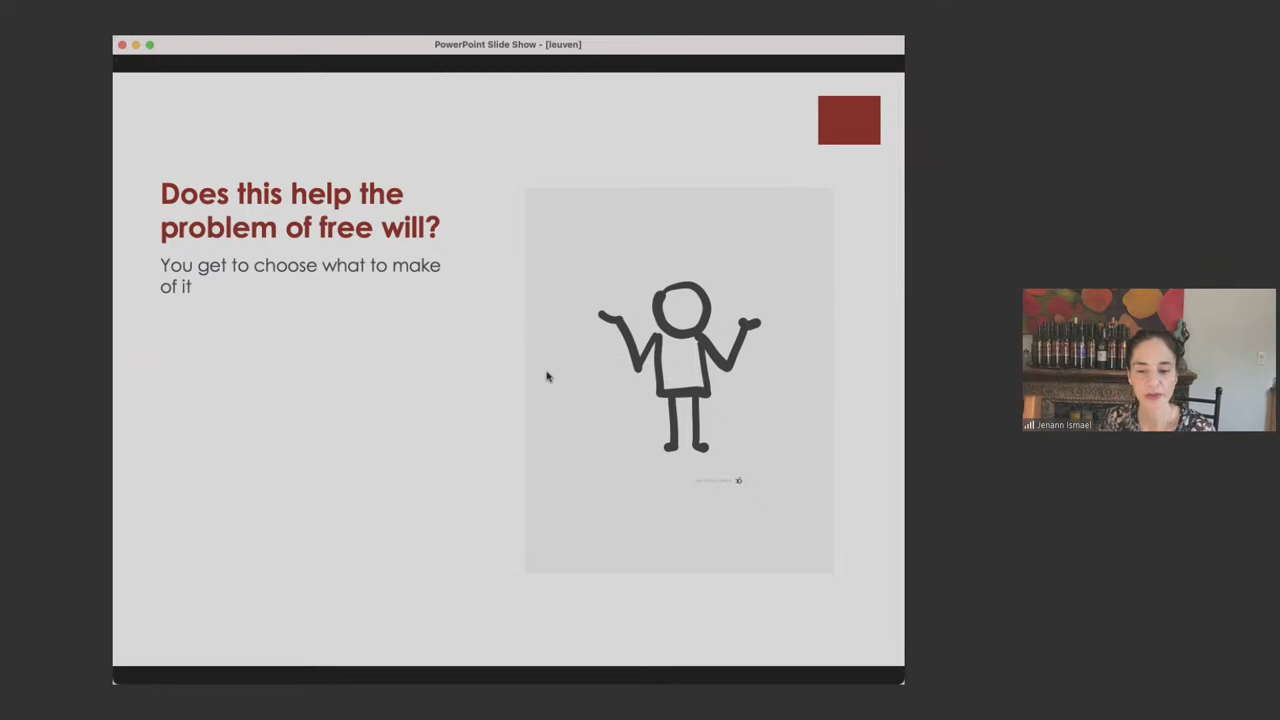 PowerPoint Slide Show - [leuven]
Does this help the
problem of free will?
You get to choose what to make
of it
Jenann Ismael